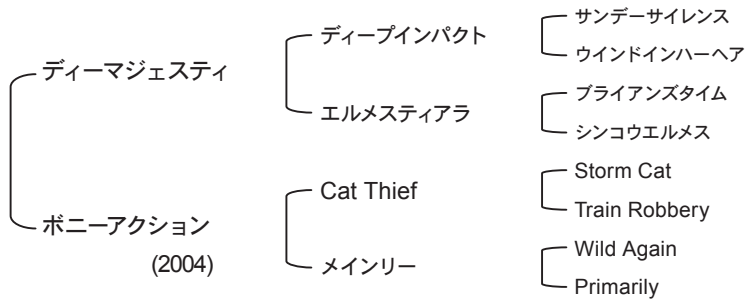 ディーマジェスティ
ボニーアクション
(2004)
ディープインパクト
エルメスティアラ
Cat Thief
メインリー
サンデーサイレンス
ウインドインハーヘア
ブライアンズタイム
シンコウエルメス
Storm Cat
Train Robbery
Wild Again
Primarily